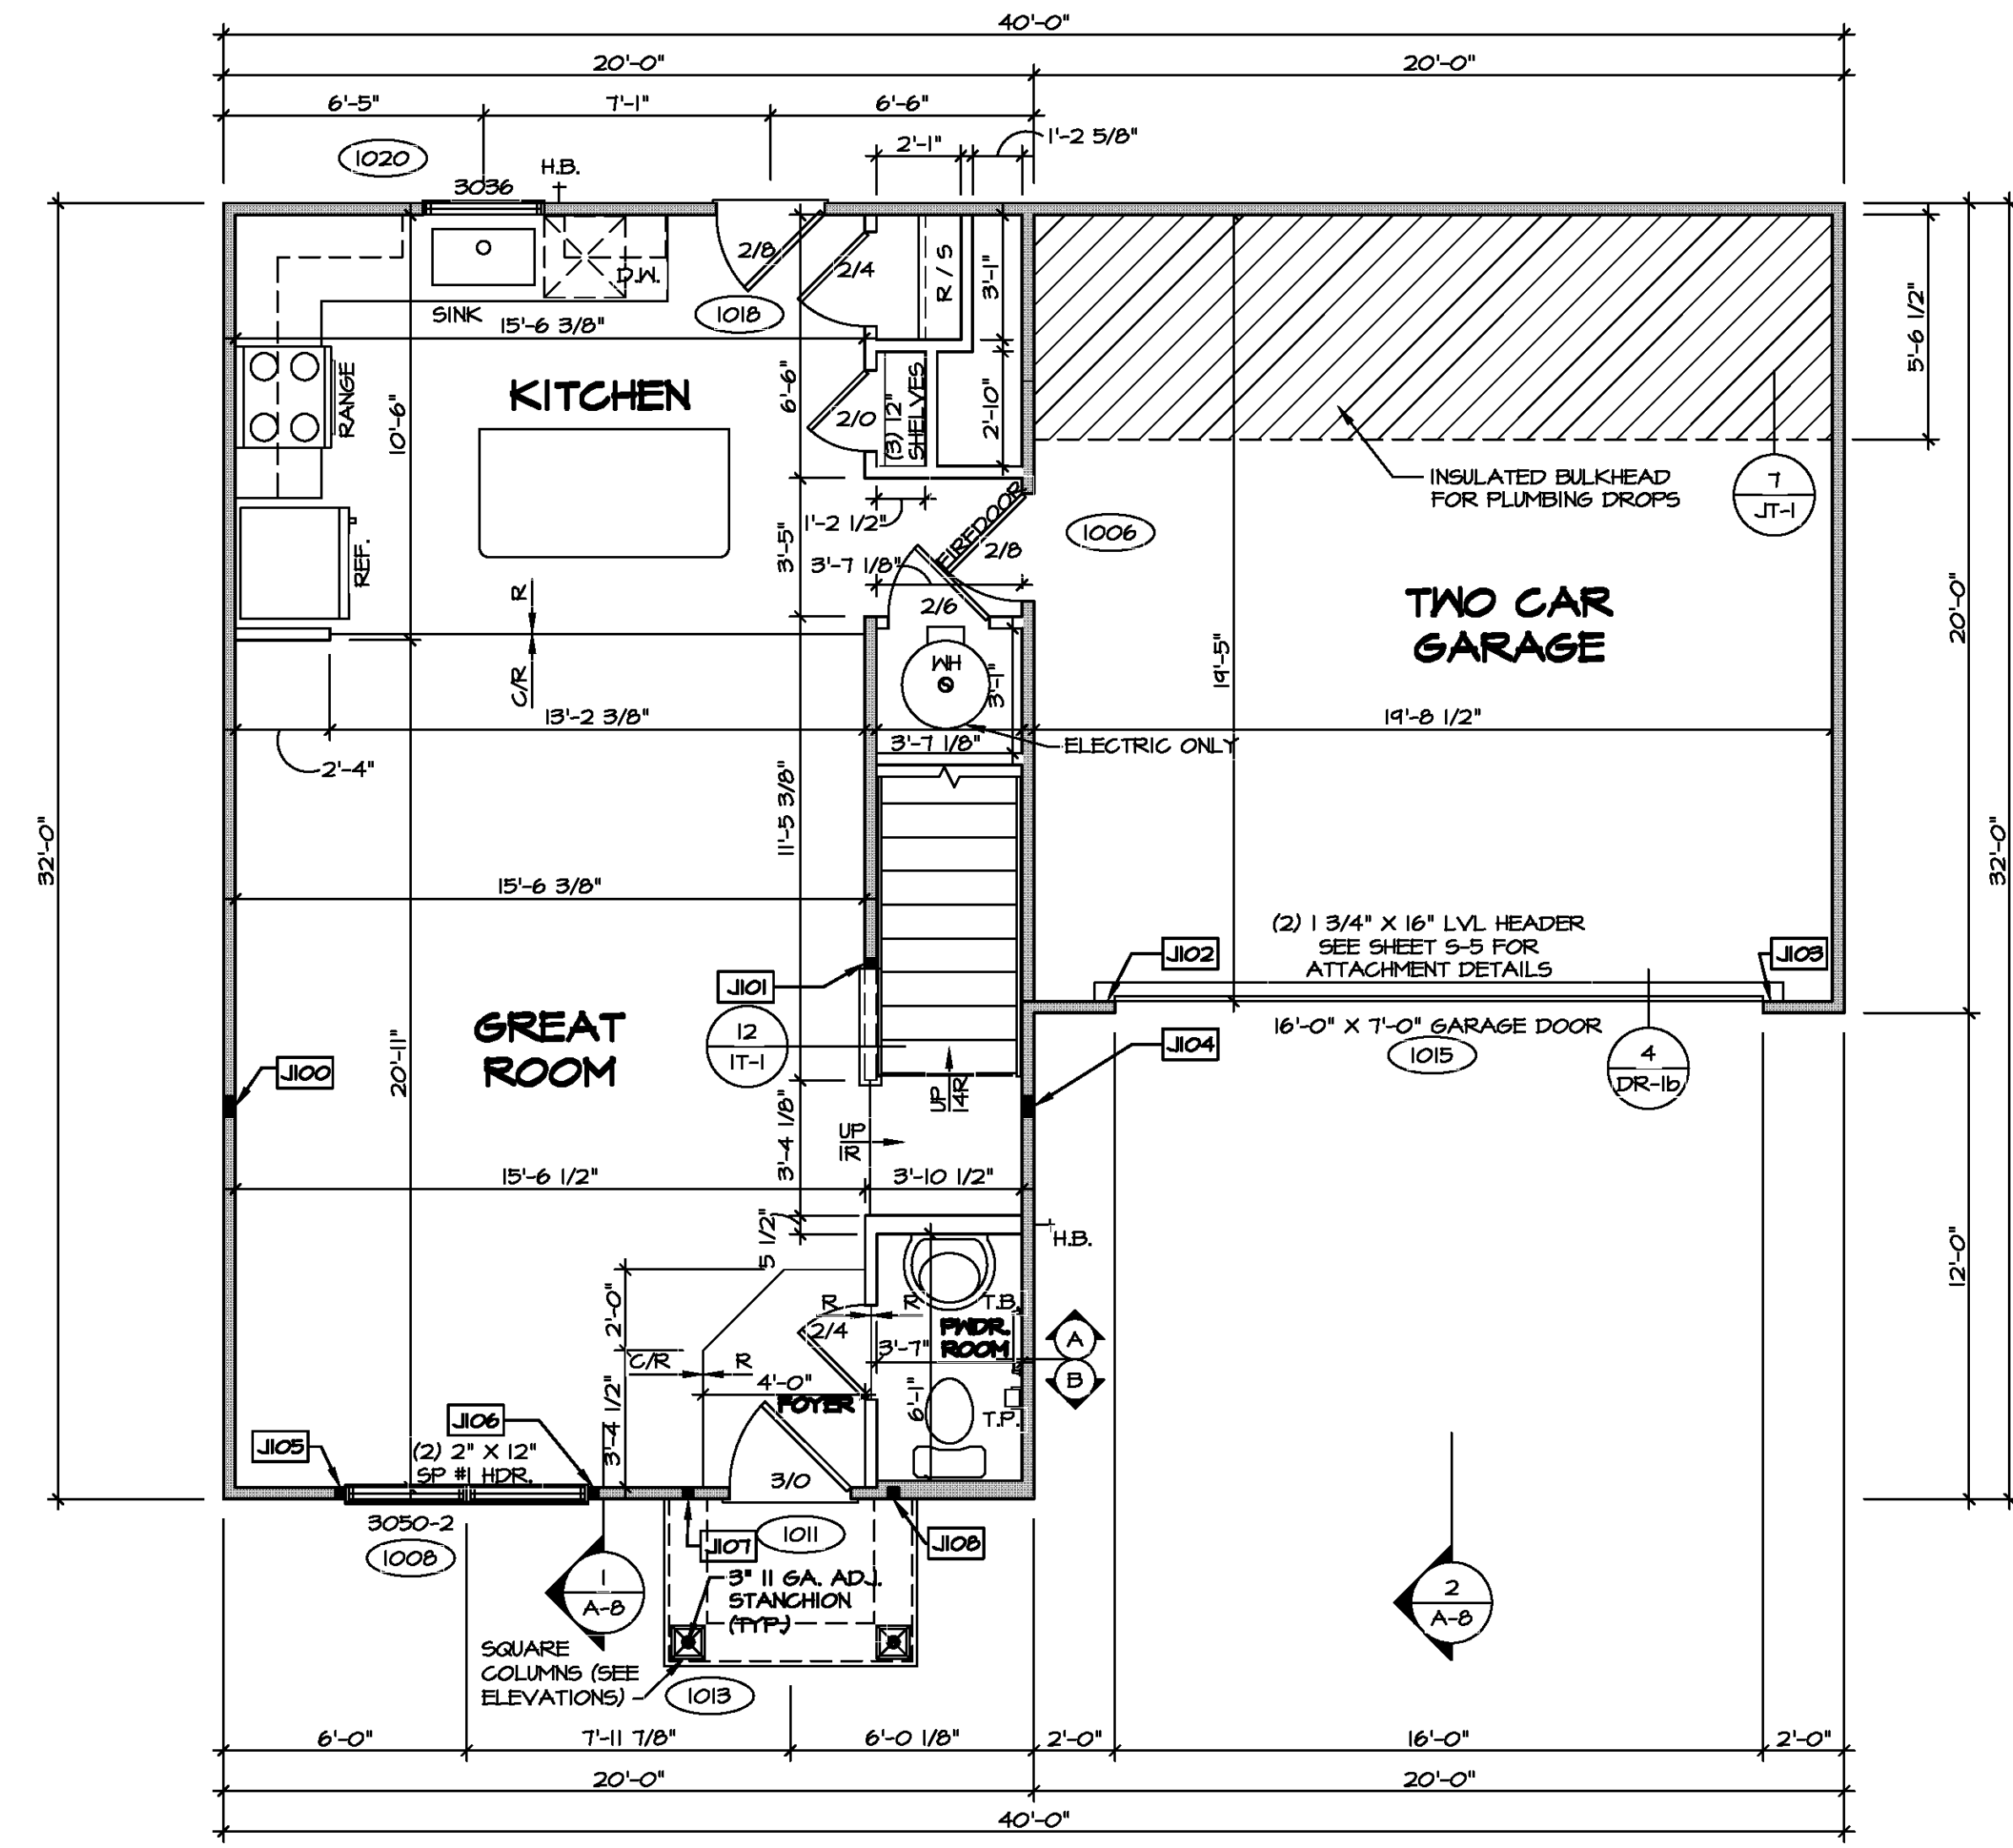 40'-0"
20'-0"
20'-0"
6'-5"
7'-1"
6'-6"
2'-1"
1'-2 5/8"
1020
H.B.
3036
2/8
2/4
R / S
3'-1"
D.W.
SINK
1018
15'-6 3/8"
5'-6 1/2"
RANGE
KITCHEN
10'-6"
6'-6"
2/0
(3) 12"
SHELVES
2'-10"
INSULATED BULKHEAD
FOR PLUMBING DROPS
7
JT-1
1'-2 1/2"
FIREDOOR
1006
REF.
3'-5"
3'-7 1/8"
2/8
2/6
R
C/R
TWO CAR
GARAGE
20'-0"
19'-5"
WH
3'-1"
13'-2 3/8"
19'-8 1/2"
3'-7 1/8"
ELECTRIC ONLY
2'-4"
11'-5 3/8"
32'-0"
32'-0"
15'-6 3/8"
(2) 1 3/4" X 16" LVL HEADER
SEE SHEET S-5 FOR
ATTACHMENT DETAILS
J102
J103
J101
12
IT-1
GREAT
ROOM
16'-0" X 7'-0" GARAGE DOOR
1015
4
DR-1b
J104
J100
20'-11"
UP
14R
3'-4 1/8"
UP
1R
15'-6 1/2"
3'-10 1/2"
5 1/2"
H.B.
12'-0"
2'-0"
R
R
2/4
T.B.
PWDR.
ROOM
3'-7"
A
B
C/R
R
4'-0"
FOYER
6'-1"
T.P.
3'-4 1/2"
J106
J105
(2) 2" X 12"
SP #1 HDR.
3/0
3050-2
1008
1011
J107
J108
1
A-8
3" 11 GA. ADJ.
STANCHION
(TYP.)
2
A-8
SQUARE
COLUMNS (SEE
ELEVATIONS)
1013
6'-0"
7'-11 7/8"
6'-0 1/8"
2'-0"
16'-0"
2'-0"
20'-0"
20'-0"
40'-0"